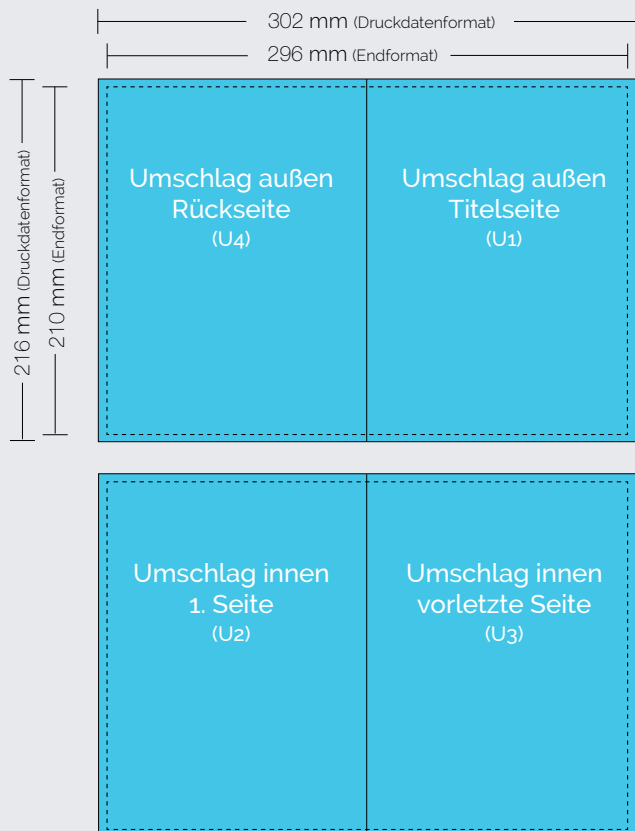 302 mm (Druckdatenformat)
296 mm (Endformat)
216 mm (Druckdatenformat)
210 mm (Endformat)
Umschlag außen
Rückseite
(U4)
Umschlag außen
Titelseite
(U1)
Umschlag innen
1. Seite
(U2)
Umschlag innen
vorletzte Seite
(U3)